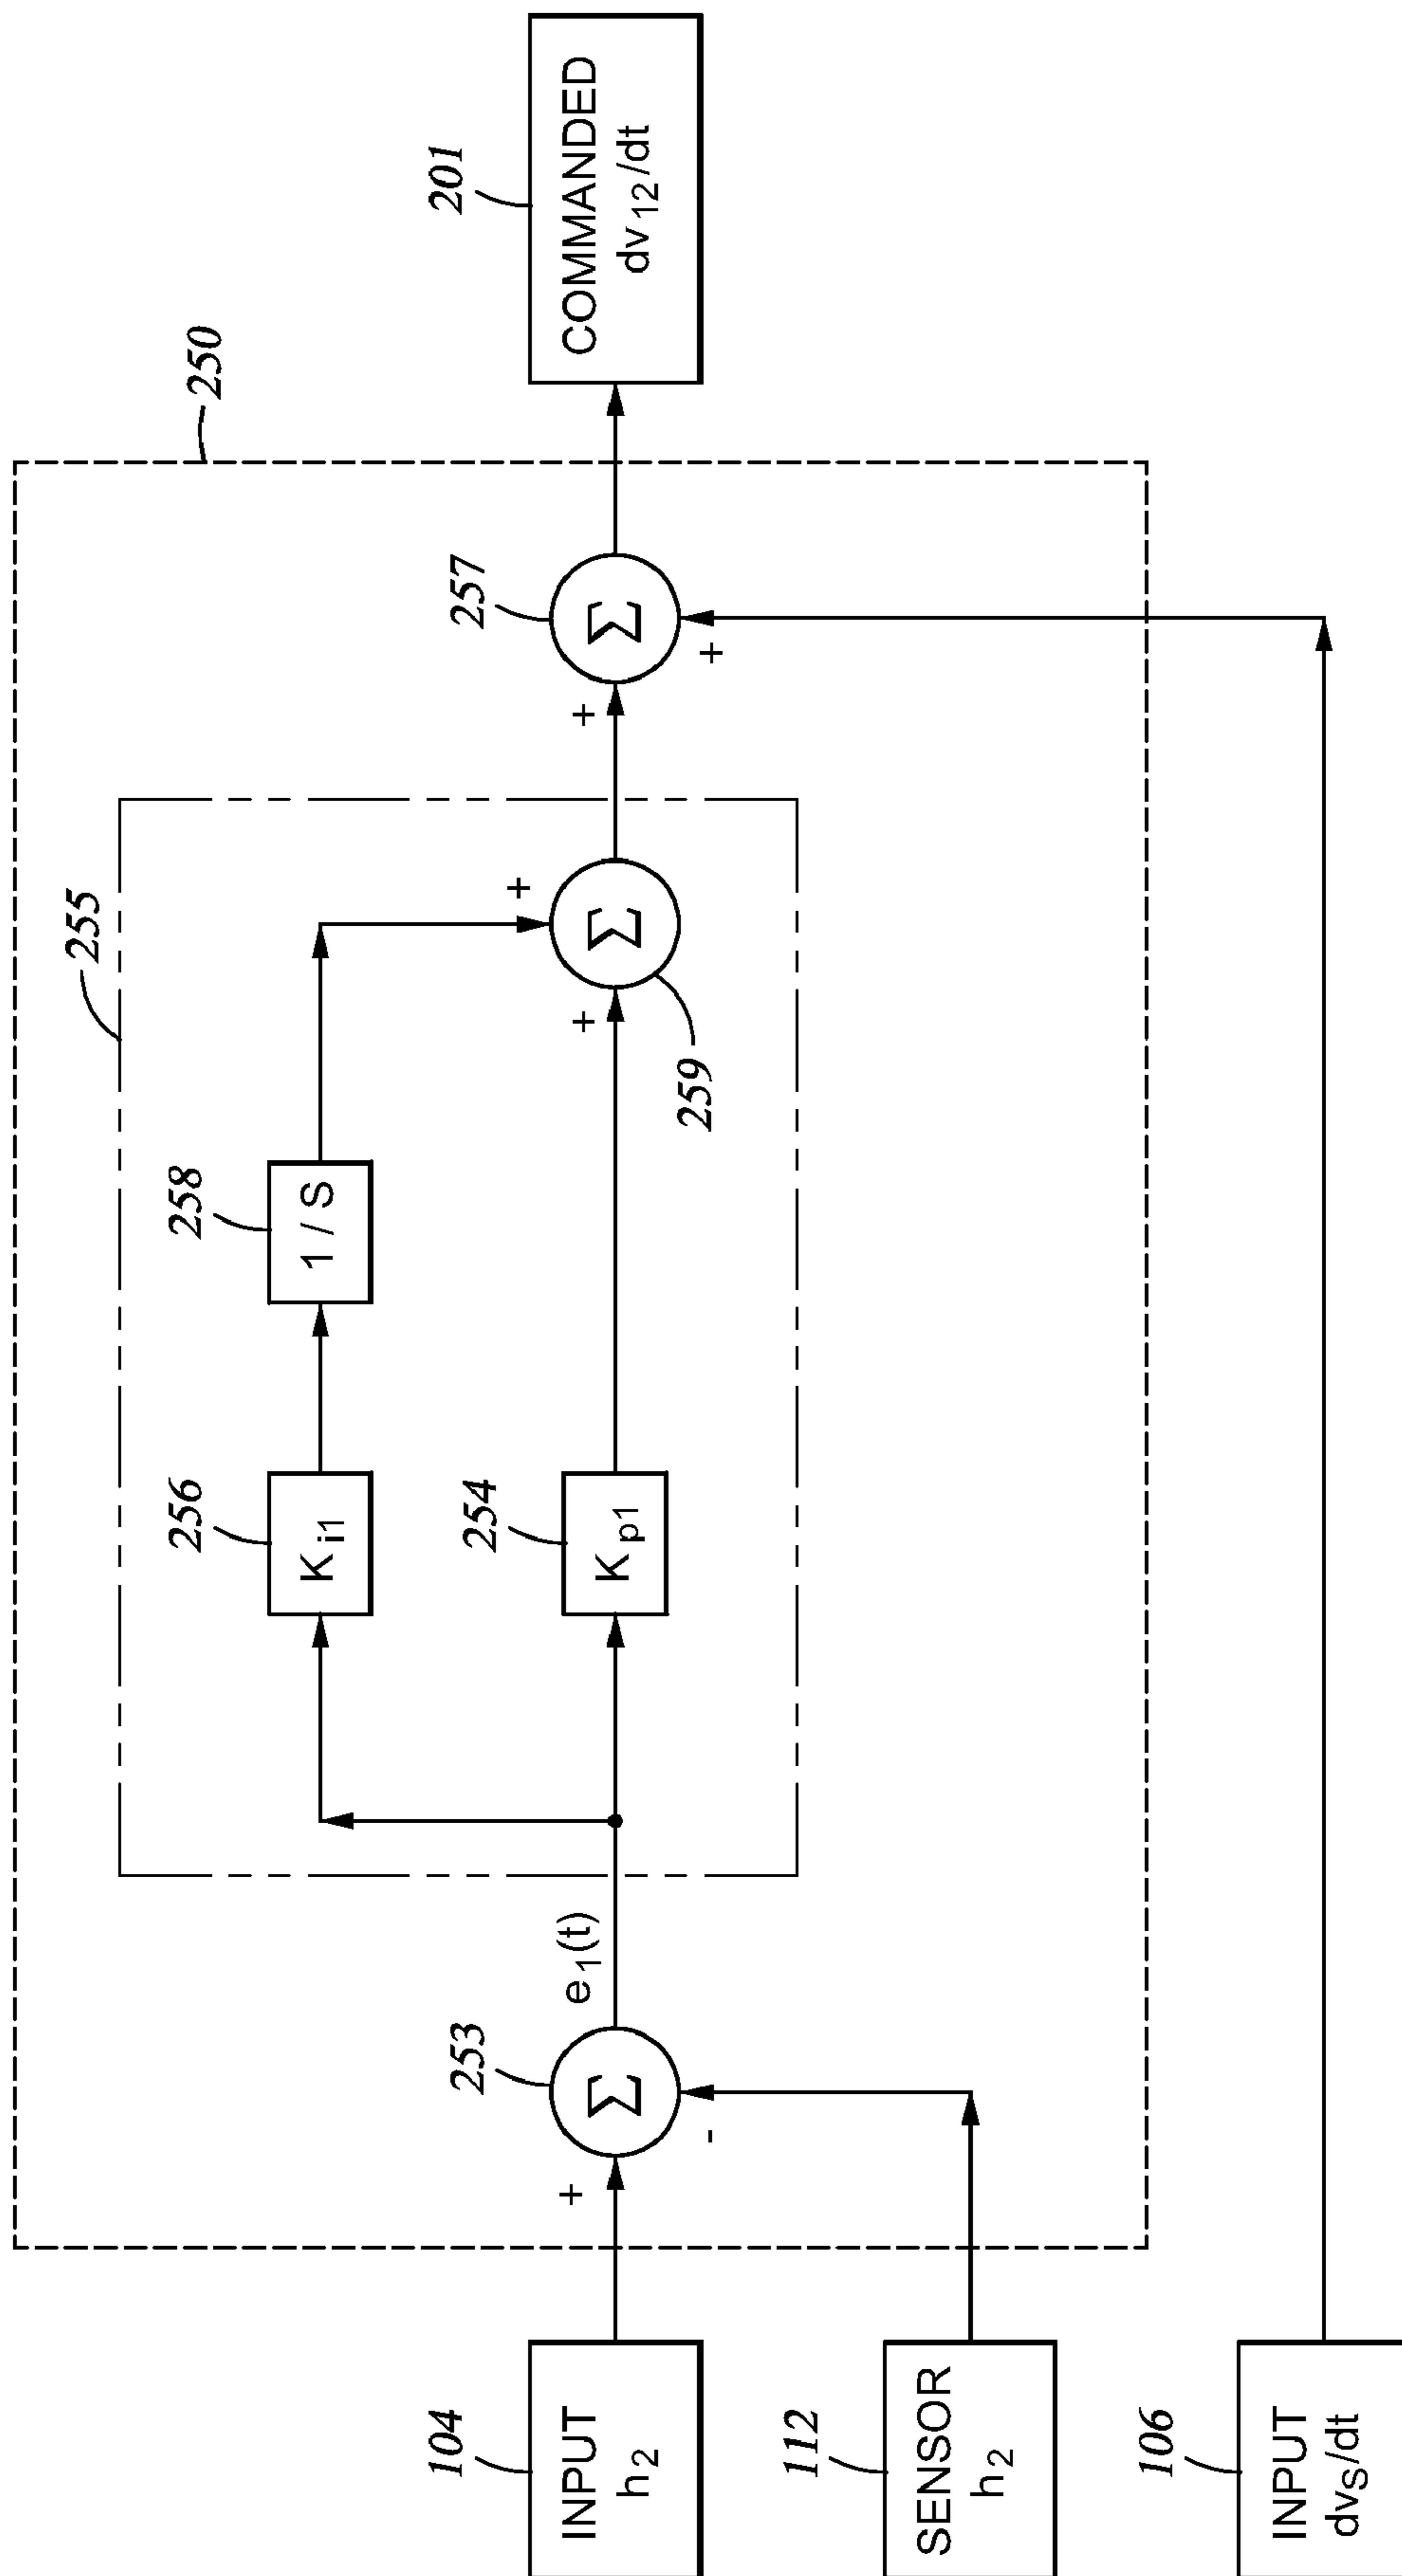 250
255
256
K i1
258
1 / S
104
INPUT
h2
+
253
Σ
e1(t)
254
Kp1
+
+
Σ
259
+
257
Σ
+
201
COMMANDED
dv12/dt
112
SENSOR
h2
-
106
INPUT
dvS/dt